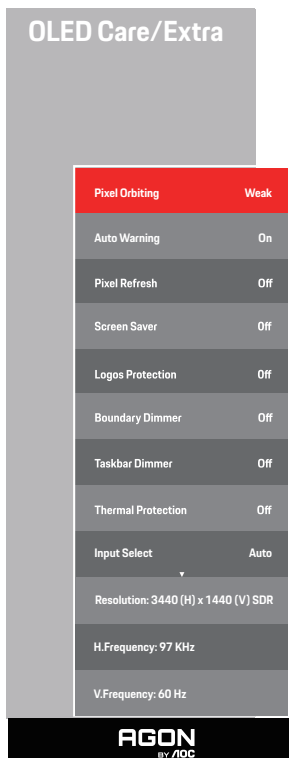 OLED Care/Extra
Pixel Orbiting Weak
Auto Warning On
Pixel Refresh Off
Screen Saver Off
Logos Protection Off
Boundary Dimmer Off
Taskbar Dimmer Off
Thermal Protection Off
Input Select Auto
Resolution: 3440 (H) x 1440 (V) SDR
H.Frequency: 97 KHz
V.Frequency: 60 Hz
AGON
BY AOC